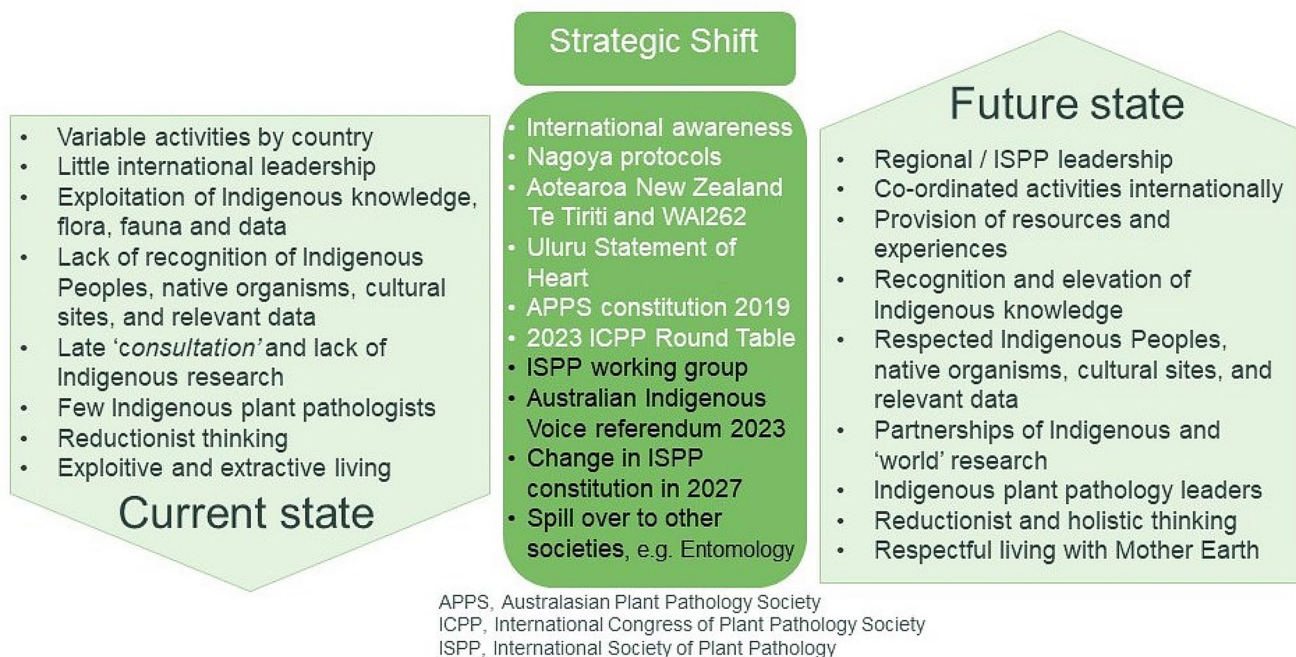 Strategic Shift
• Variable activities by country
• Little international leadership
• Exploitation of Indigenous knowledge,
flora, fauna and data
• Lack of recognition of Indigenous
Peoples, native organisms, cultural
sites, and relevant data
• Late ‘consultation’ and lack of
Indigenous research
• Few Indigenous plant pathologists
• Reductionist thinking
• Exploitive and extractive living
Current state
• International awareness
• Nagoya protocols
• Aotearoa New Zealand
Te Tiriti and WAI262
• Uluru Statement of
Heart
• APPS constitution 2019
• 2023 ICPP Round Table
• ISPP working group
• Australian Indigenous
Voice referendum 2023
• Change in ISPP
constitution in 2027
• Spill over to other
societies, e.g. Entomology
Future state
• Regional / ISPP leadership
• Co-ordinated activities internationally
• Provision of resources and
experiences
• Recognition and elevation of
Indigenous knowledge
• Respected Indigenous Peoples,
native organisms, cultural sites, and
relevant data
• Partnerships of Indigenous and
‘world’ research
• Indigenous plant pathology leaders
• Reductionist and holistic thinking
• Respectful living with Mother Earth
APPS, Australasian Plant Pathology Society
ICPP, International Congress of Plant Pathology Society
ISPP, International Society of Plant Pathology